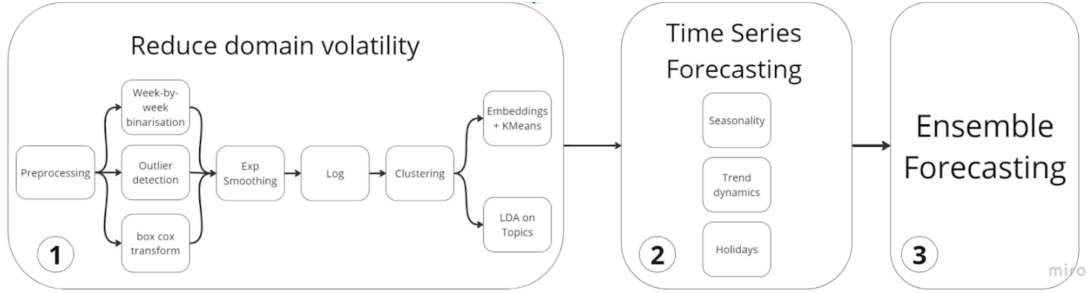 Reduce domain volatility
Preprocessing
Week-by-
week
binarisation
Outlier
detection
box cox
transform
Exp
Smoothing
Log
Clustering
Embeddings
+ KMeans
LDA on
Topics
1
Time Series
Forecasting
Seasonality
Trend
dynamics
Holidays
2
Ensemble
Forecasting
3
miro